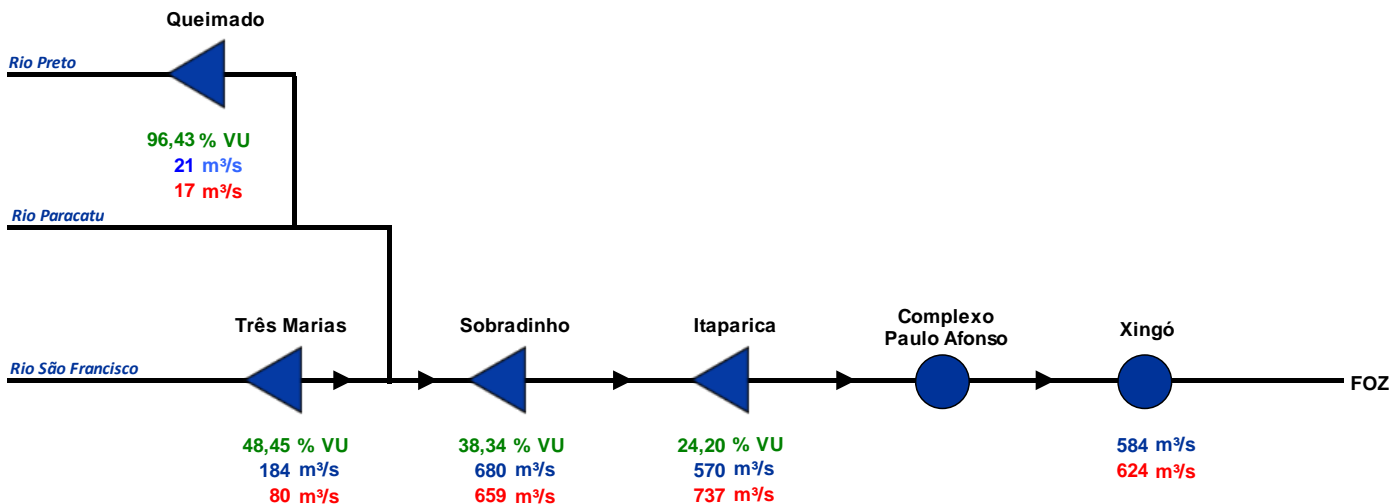 Queimado
Rio Preto
96,43 % VU
21 m³/s
17 m³/s
Rio Paracatu
Três Marias
Sobradinho
Itaparica
Complexo
Paulo Afonso
Xingó
Rio São Francisco
FOZ
48,45 % VU
184 m³/s
80 m³/s
38,34 % VU
680 m³/s
659 m³/s
24,20 % VU
570 m³/s
737 m³/s
584 m³/s
624 m³/s